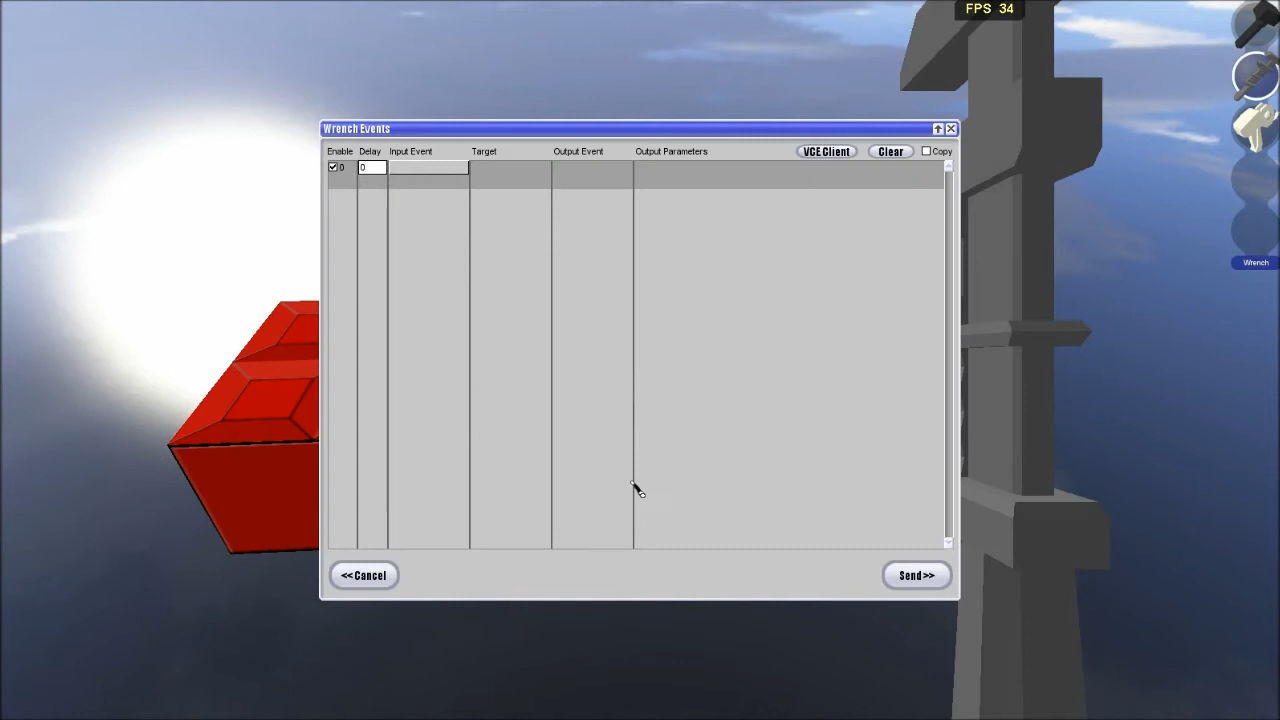 FPS 34
Wrench Events
Enable Delay Input Event Target Output Event Output Parameters VCE Client Clear Copy
0 0
Wrench
<<Cancel Send>>